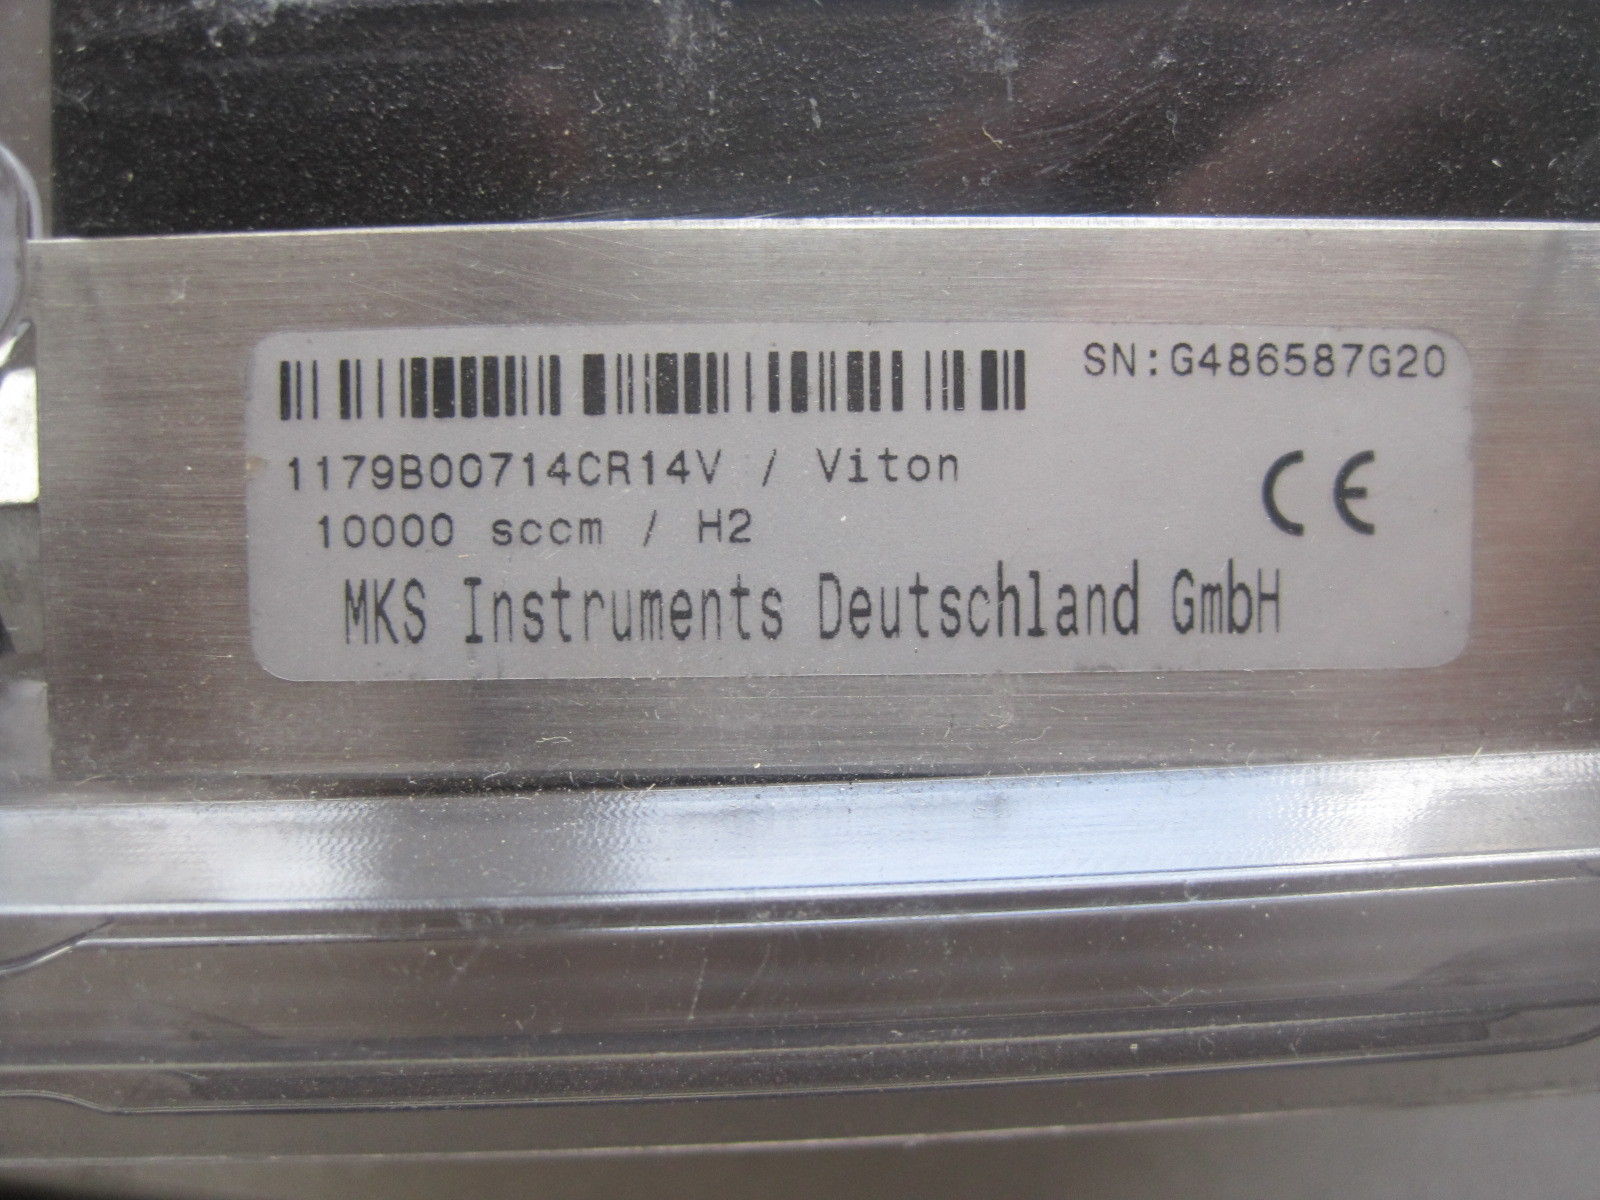 SN:G486587G20
1179B00714CR14V / Viton
10000 sccm / H2
CE
MKS Instruments Deutschland GmbH